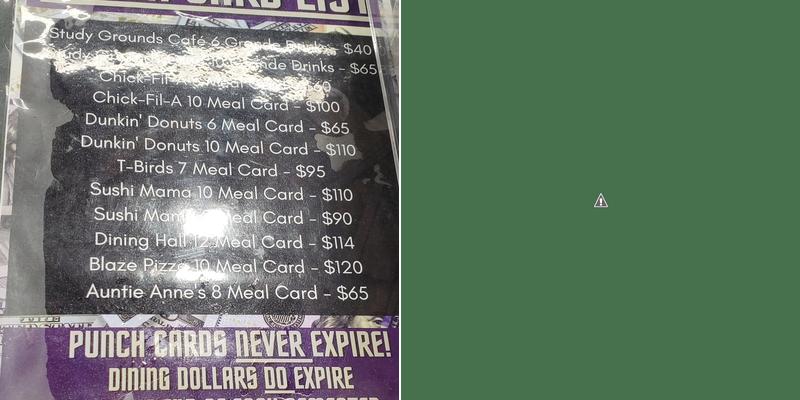 CARD LIST
Study Grounds Café 6 Grande Drinks - $40
Grande Drinks - $65
Chick-Fil-A Meal
Chick-Fil-A 10 Meal Card - $100
Dunkin' Donuts 6 Meal Card - $65
Dunkin' Donuts 10 Meal Card - $110
T-Birds 7 Meal Card - $95
Sushi Mama 10 Meal Card - $110
Sushi Mama Meal Card - $90
Dining Hall 12 Meal Card - $114
Blaze Pizza 10 Meal Card - $120
Auntie Anne's 8 Meal Card - $65
PUNCH CARDS NEVER EXPIRE!
DINING DOLLARS DO EXPIRE